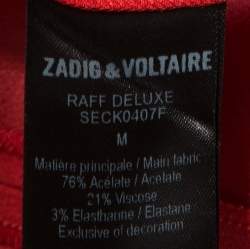 ZADIG & VOLTAIRE
RAFF DELUXE
SECK0407F
M
Matière principale / Main fabric
76% Acétate / Acetate
21% Viscose
3% Elasthanne / Elastane
Exclusive of decoration